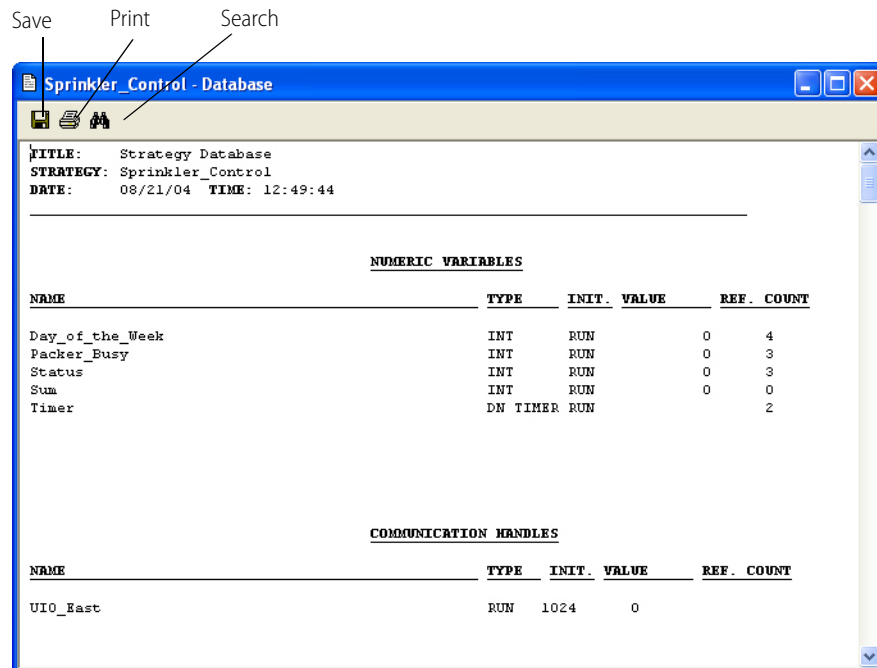 Save Print Search
Sprinkler_Control - Database
TITLE: Strategy Database
STRATEGY: Sprinkler_Control
DATE: 08/21/04 TIME: 12:49:44
NUMERIC VARIABLES
NAME TYPE INIT. VALUE REF. COUNT
Day_of_the_Week INT RUN 0 4
Packer_Busy INT RUN 0 3
Status INT RUN 0 3
Sum INT RUN 0 0
Timer DN TIMER RUN 2
COMMUNICATION HANDLES
NAME TYPE INIT. VALUE REF. COUNT
UIO_East RUN 1024 0